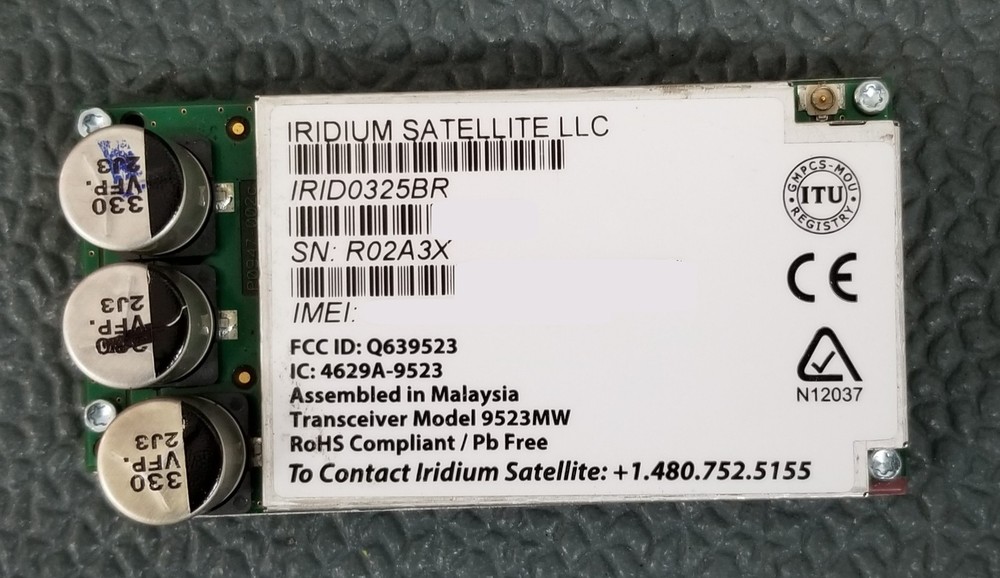 IRIDIUM SATELLITE LLC
IRID0325BR
SN: R02A3X
IMEI:
FCC ID: Q639523
IC: 4629A-9523
Assembled in Malaysia
Transceiver Model 9523MW
RoHS Compliant / Pb Free
To Contact Iridium Satellite: +1.480.752.5155
GMPCS-MOU
ITU
REGISTRY
CE
N12037
330
VFP.
2J3
VFP.
2J3
330
VFP.
2J3